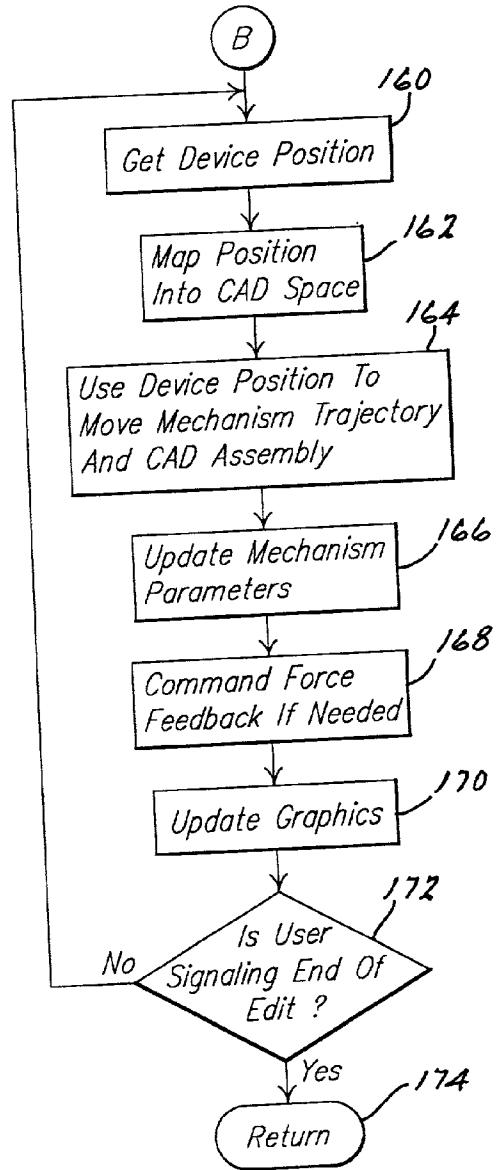 B
160
Get Device Position
162
Map Position
Into CAD Space
164
Use Device Position To
Move Mechanism Trajectory
And CAD Assembly
166
Update Mechanism
Parameters
168
Command Force
Feedback If Needed
170
Update Graphics
172
Is User
Signaling End Of
Edit ?
No
Yes
174
Return